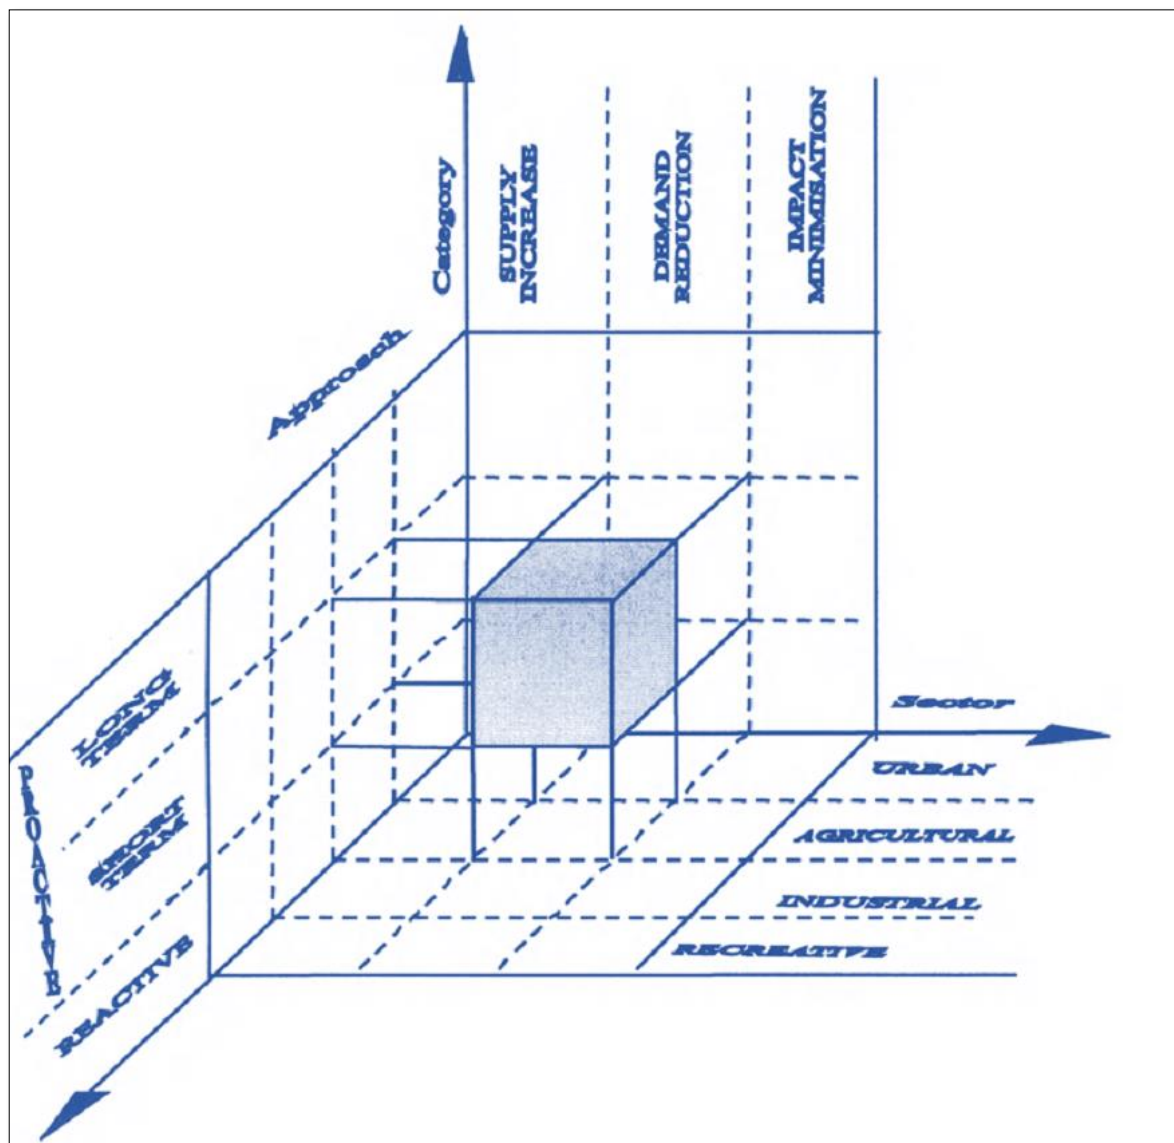 Category
SUPPLY
INCREASE
DEMAND
REDUCTION
IMPACT
MINIMISATION
Approach
LONG
TERM
PROACTIVE
SHORT
TERM
REACTIVE
Sector
URBAN
AGRICULTURAL
INDUSTRIAL
RECREATIVE